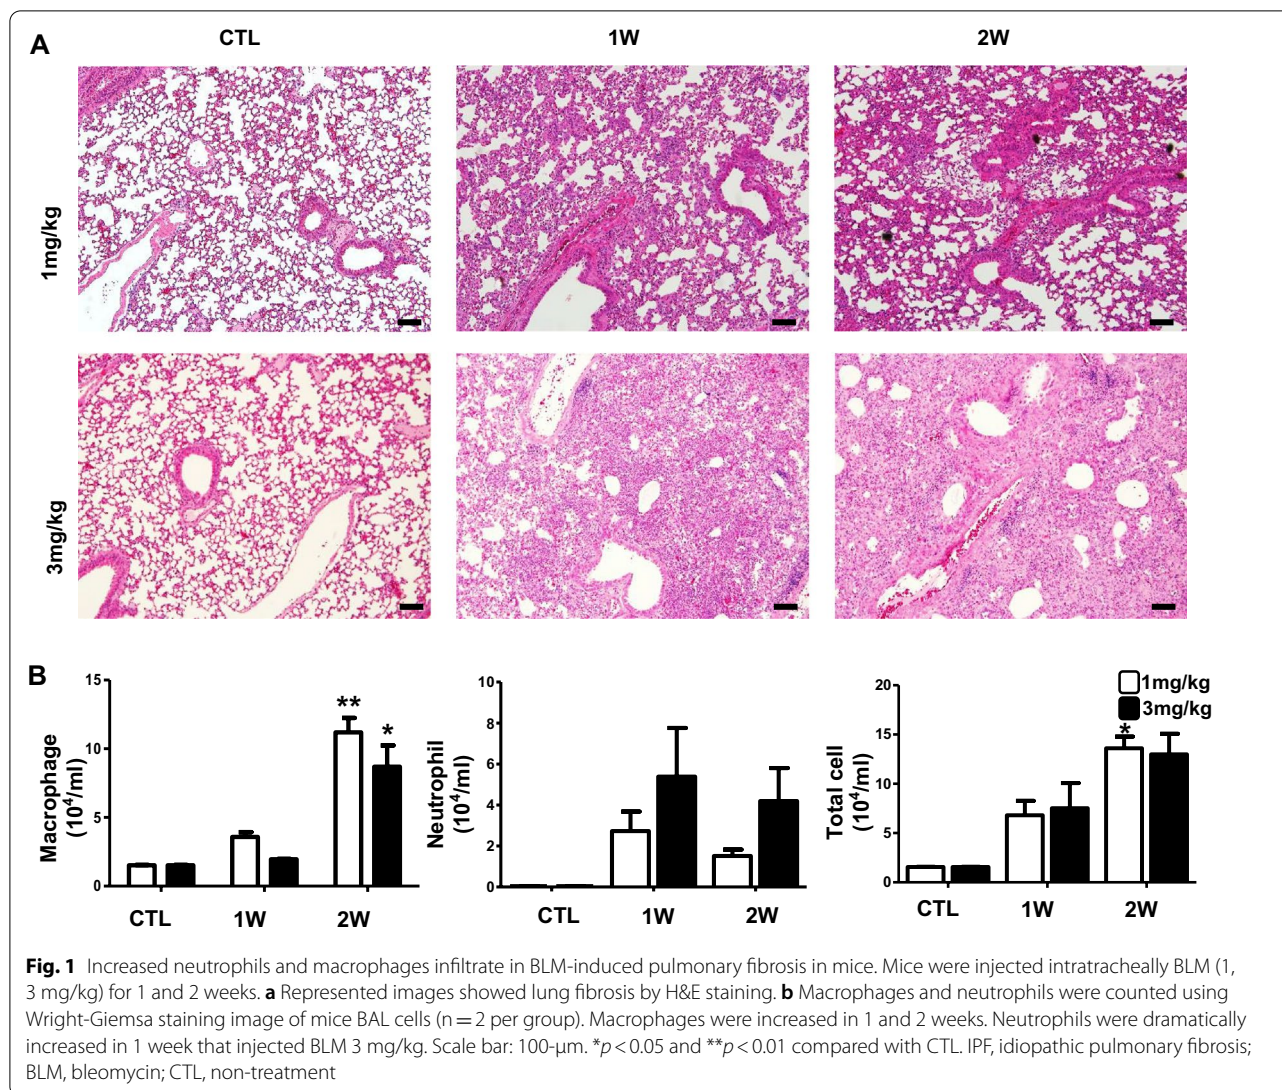 A
CTL 1W 2W
1mg/kg
3mg/kg
B
Macrophage
(10⁴/ml)
15
10
5
0
**
*
CTL 1W 2W
Neutrophil
(10⁴/ml)
10
8
6
4
2
0
CTL 1W 2W
Total cell
(10⁴/ml)
20
15
10
5
0
1mg/kg
3mg/kg
*
CTL 1W 2W
Fig. 1 Increased neutrophils and macrophages infiltrate in BLM-induced pulmonary fibrosis in mice. Mice were injected intratracheally BLM (1,
3 mg/kg) for 1 and 2 weeks. a Represented images showed lung fibrosis by H&E staining. b Macrophages and neutrophils were counted using
Wright-Giemsa staining image of mice BAL cells (n = 2 per group). Macrophages were increased in 1 and 2 weeks. Neutrophils were dramatically
increased in 1 week that injected BLM 3 mg/kg. Scale bar: 100-μm. *p < 0.05 and **p < 0.01 compared with CTL. IPF, idiopathic pulmonary fibrosis;
BLM, bleomycin; CTL, non-treatment